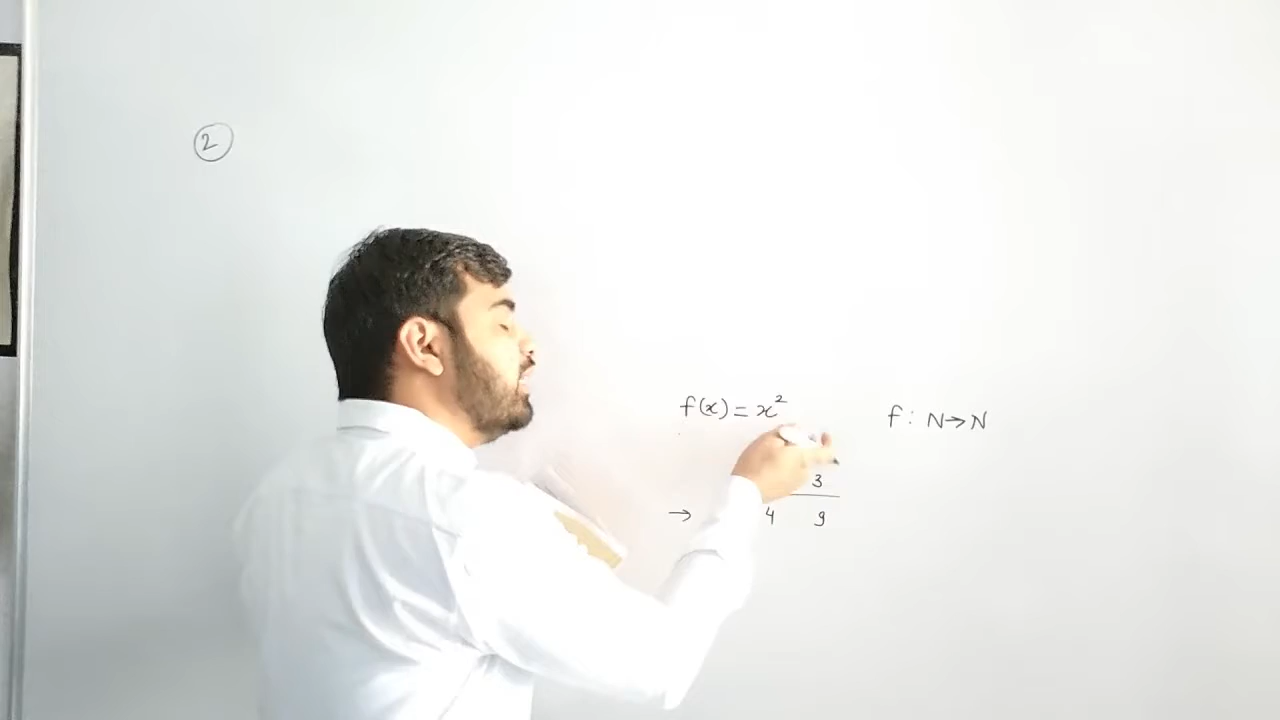 ②
f(x) = x² f : N→N
3
→ 4 9